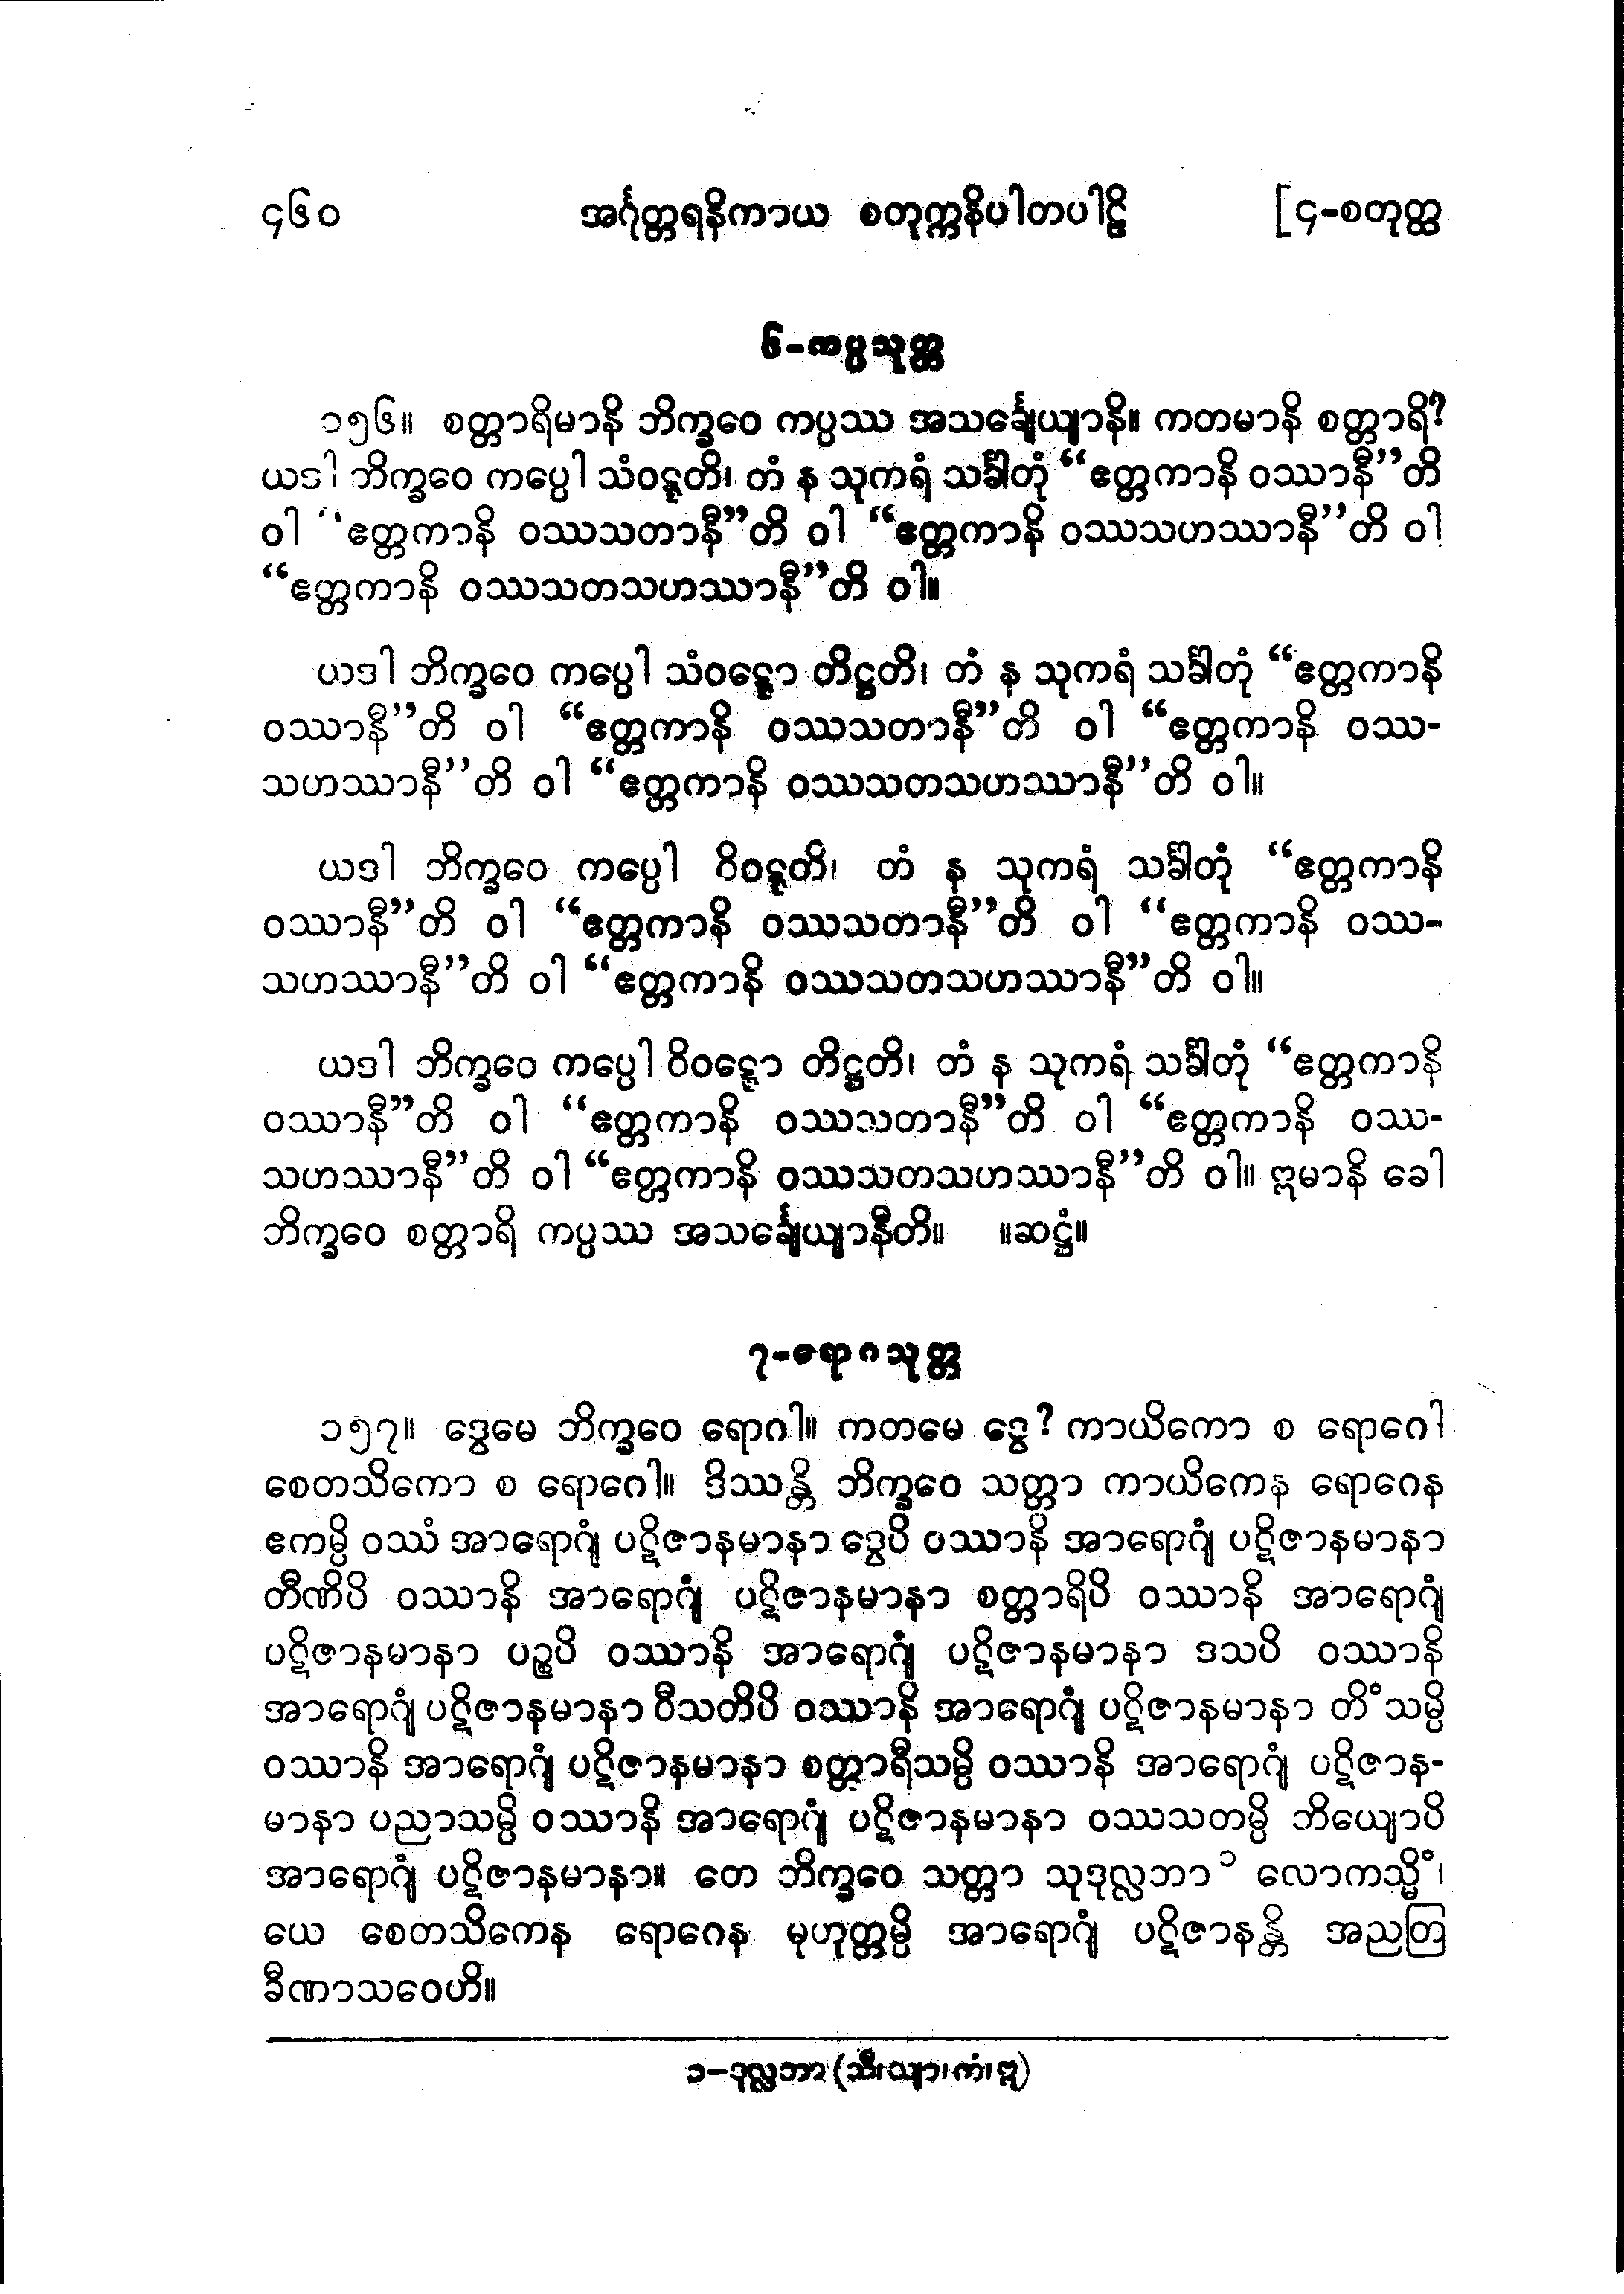 ၄၆၀ အင်္ဂုတ္တရနိကာယ စတုက္ကနိပါတပါဠိ [၄-စတုတ္ထ
၆-ကပ္ပသုတ္တ
၁၅၆။ စတ္တာရိမာနိ ဘိက္ခဝေ ကပ္ပဿ အသင်္ချေယျာနိ။ ကတမာနိ စတ္တာရိ?
ယဒါ ဘိက္ခဝေ ကပ္ပေါ သံဝဋ္ဋတိ၊ တံ န သုကရံ သင်္ခါတုံ “ဧတ္တကာနိ ဝဿာနီ”တိ
ဝါ “ဧတ္တကာနိ ဝဿသတာနီ”တိ ဝါ “ဧတ္တကာနိ ဝဿသဟဿာနီ”တိ ဝါ
“ဧတ္တကာနိ ဝဿသတသဟဿာနီ”တိ ဝါ။
ယဒါ ဘိက္ခဝေ ကပ္ပေါ သံဝဋ္ဋော တိဋ္ဌတိ၊ တံ န သုကရံ သင်္ခါတုံ “ဧတ္တကာနိ
ဝဿာနီ”တိ ဝါ “ဧတ္တကာနိ ဝဿသတာနီ”တိ ဝါ “ဧတ္တကာနိ ဝဿ-
သဟဿာနီ”တိ ဝါ “ဧတ္တကာနိ ဝဿသတသဟဿာနီ”တိ ဝါ။
ယဒါ ဘိက္ခဝေ ကပ္ပေါ ဝိဝဋ္ဋတိ၊ တံ န သုကရံ သင်္ခါတုံ “ဧတ္တကာနိ
ဝဿာနီ”တိ ဝါ “ဧတ္တကာနိ ဝဿသတာနီ”တိ ဝါ “ဧတ္တကာနိ ဝဿ-
သဟဿာနီ”တိ ဝါ “ဧတ္တကာနိ ဝဿသတသဟဿာနီ”တိ ဝါ။
ယဒါ ဘိက္ခဝေ ကပ္ပေါ ဝိဝဋ္ဋော တိဋ္ဌတိ၊ တံ န သုကရံ သင်္ခါတုံ “ဧတ္တကာနိ
ဝဿာနီ”တိ ဝါ “ဧတ္တကာနိ ဝဿသတာနီ”တိ ဝါ “ဧတ္တကာနိ ဝဿ-
သဟဿာနီ”တိ ဝါ “ဧတ္တကာနိ ဝဿသတသဟဿာနီ”တိ ဝါ။ ဣမာနိ ခေါ
ဘိက္ခဝေ စတ္တာရိ ကပ္ပဿ အသင်္ချေယျာနီတိ။ ။ဆဋ္ဌံ။
၇-ရောဂသုတ္တ
၁၅၇။ ဒွေမေ ဘိက္ခဝေ ရောဂါ။ ကတမေ ဒွေ? ကာယိကော စ ရောဂေါ
စေတသိကော စ ရောဂေါ။ ဒိဿန္တိ ဘိက္ခဝေ သတ္တာ ကာယိကေန ရောဂေန
ဧကမ္ပိ ဝဿံ အာရောဂျံ ပဋိဇာနမာနာ ဒွေပိ ဝဿာနိ အာရောဂျံ ပဋိဇာနမာနာ
တီဏိပိ ဝဿာနိ အာရောဂျံ ပဋိဇာနမာနာ စတ္တာရိပိ ဝဿာနိ အာရောဂျံ
ပဋိဇာနမာနာ ပဉ္စပိ ဝဿာနိ အာရောဂျံ ပဋိဇာနမာနာ ဒသပိ ဝဿာနိ
အာရောဂျံ ပဋိဇာနမာနာ ဝီသတိပိ ဝဿာနိ အာရောဂျံ ပဋိဇာနမာနာ တိံသမ္ပိ
ဝဿာနိ အာရောဂျံ ပဋိဇာနမာနာ စတ္တာရီသမ္ပိ ဝဿာနိ အာရောဂျံ ပဋိဇာန-
မာနာ ပညာသမ္ပိ ဝဿာနိ အာရောဂျံ ပဋိဇာနမာနာ ဝဿသတမ္ပိ ဘိယျောပိ
အာရောဂျံ ပဋိဇာနမာနာ။ တေ ဘိက္ခဝေ သတ္တာ သုဒုလ္လဘာ ၁ လောကသ္မိံ၊
ယေ စေတသိကေန ရောဂေန မုဟုတ္တမ္ပိ အာရောဂျံ ပဋိဇာနန္တိ အညတြ
ခီဏာသဝေဟိ။
၁-ဒုလ္လဘာ (သီ၊သျာ၊ကံ၊ဣ)